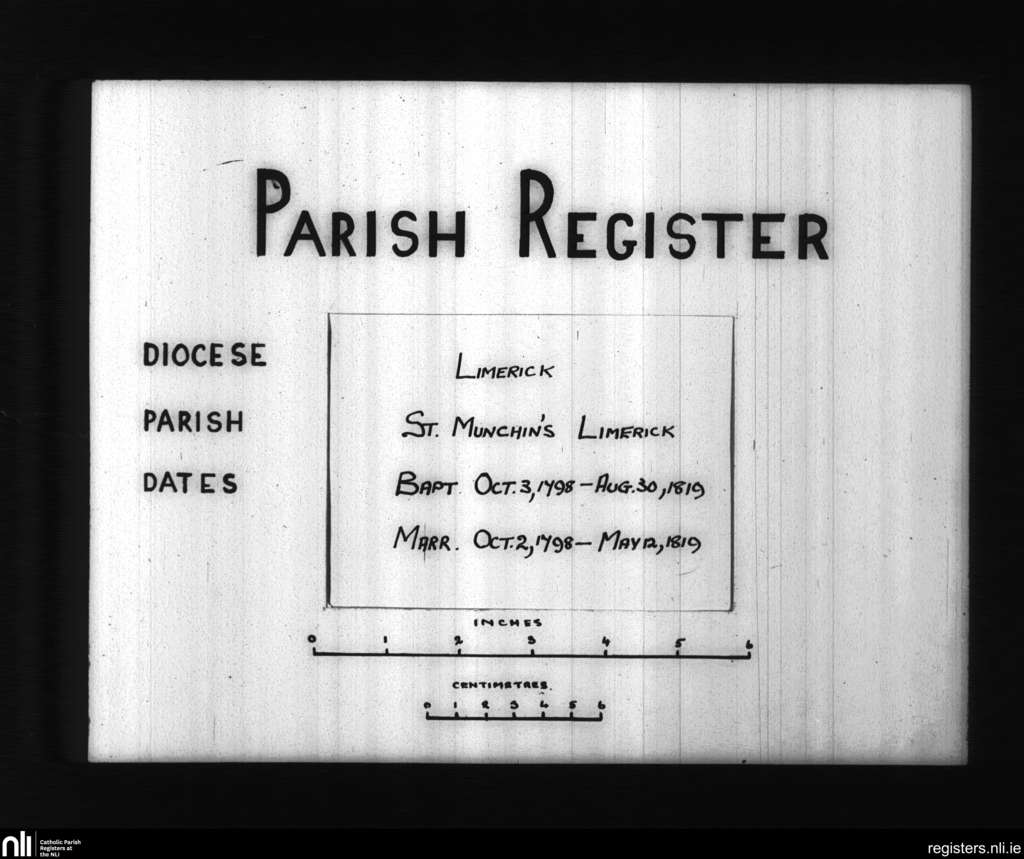 PARISH REGISTER
DIOCESE LIMERICK
PARISH ST. MUNCHIN'S LIMERICK
DATES BAPT. OCT. 3, 1798 – AUG. 30, 1819
MARR. OCT. 2, 1798 – MAY 12, 1819
INCHES
0 1 2 3 4 5 6
CENTIMETRES.
0 1 2 3 4 5 6
nli Catholic Parish
Registers at
the NLI
registers.nli.ie